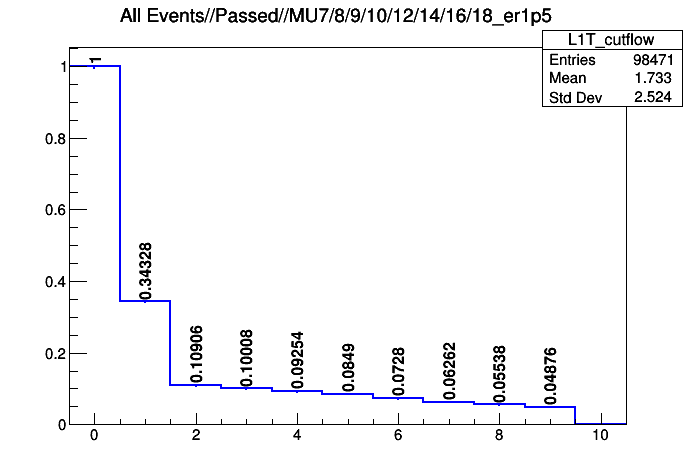 All Events//Passed//MU7/8/9/10/12/14/16/18_er1p5
L1T_cutflow
Entries 98471
Mean 1.733
Std Dev 2.524
1
0.8
0.6
0.4
0.2
0
1
0.34328
0.10906
0.10008
0.09254
0.0849
0.0728
0.06262
0.05538
0.04876
0 2 4 6 8 10